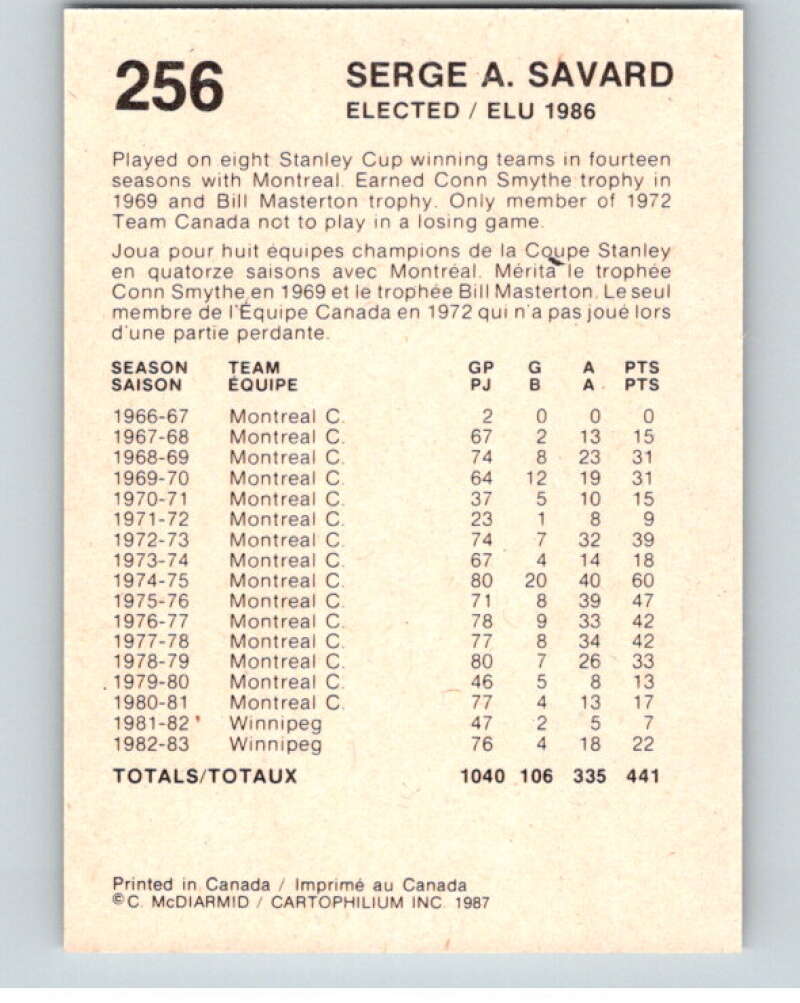 256
SERGE A. SAVARD
ELECTED / ELU 1986
Played on eight Stanley Cup winning teams in fourteen
seasons with Montreal. Earned Conn Smythe trophy in
1969 and Bill Masterton trophy. Only member of 1972
Team Canada not to play in a losing game.
Joua pour huit équipes champions de la Coupe Stanley
en quatorze saisons avec Montréal. Mérita le trophée
Conn Smythe en 1969 et le trophée Bill Masterton. Le seul
membre de l'Équipe Canada en 1972 qui n'a pas joué lors
d'une partie perdante.
SEASON TEAM GP G A PTS
SAISON ÉQUIPE PJ B A PTS
1966-67 Montreal C. 2 0 0 0
1967-68 Montreal C. 67 2 13 15
1968-69 Montreal C. 74 8 23 31
1969-70 Montreal C. 64 12 19 31
1970-71 Montreal C. 37 5 10 15
1971-72 Montreal C. 23 1 8 9
1972-73 Montreal C. 74 7 32 39
1973-74 Montreal C. 67 4 14 18
1974-75 Montreal C. 80 20 40 60
1975-76 Montreal C. 71 8 39 47
1976-77 Montreal C. 78 9 33 42
1977-78 Montreal C. 77 8 34 42
1978-79 Montreal C. 80 7 26 33
1979-80 Montreal C. 46 5 8 13
1980-81 Montreal C. 77 4 13 17
1981-82 Winnipeg 47 2 5 7
1982-83 Winnipeg 76 4 18 22
TOTALS/TOTAUX 1040 106 335 441
Printed in Canada / Imprimé au Canada
©C. McDIARMID / CARTOPHILIUM INC. 1987